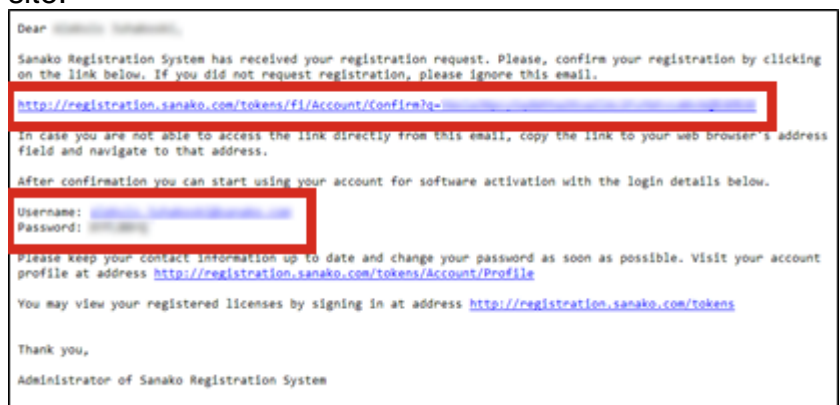 site.
Dear
Sanako Registration System has received your registration request. Please, confirm your registration by clicking
on the link below. If you did not request registration, please ignore this email.
http://registration.sanako.com/tokens/fi/Account/Confirm?q=
In case you are not able to access the link directly from this email, copy the link to your web browser's address
field and navigate to that address.
After confirmation you can start using your account for software activation with the login details below.
Username:
Password:
Please keep your contact information up to date and change your password as soon as possible. Visit your account
profile at address http://registration.sanako.com/tokens/Account/Profile
You may view your registered licenses by signing in at address http://registration.sanako.com/tokens
Thank you,
Administrator of Sanako Registration System